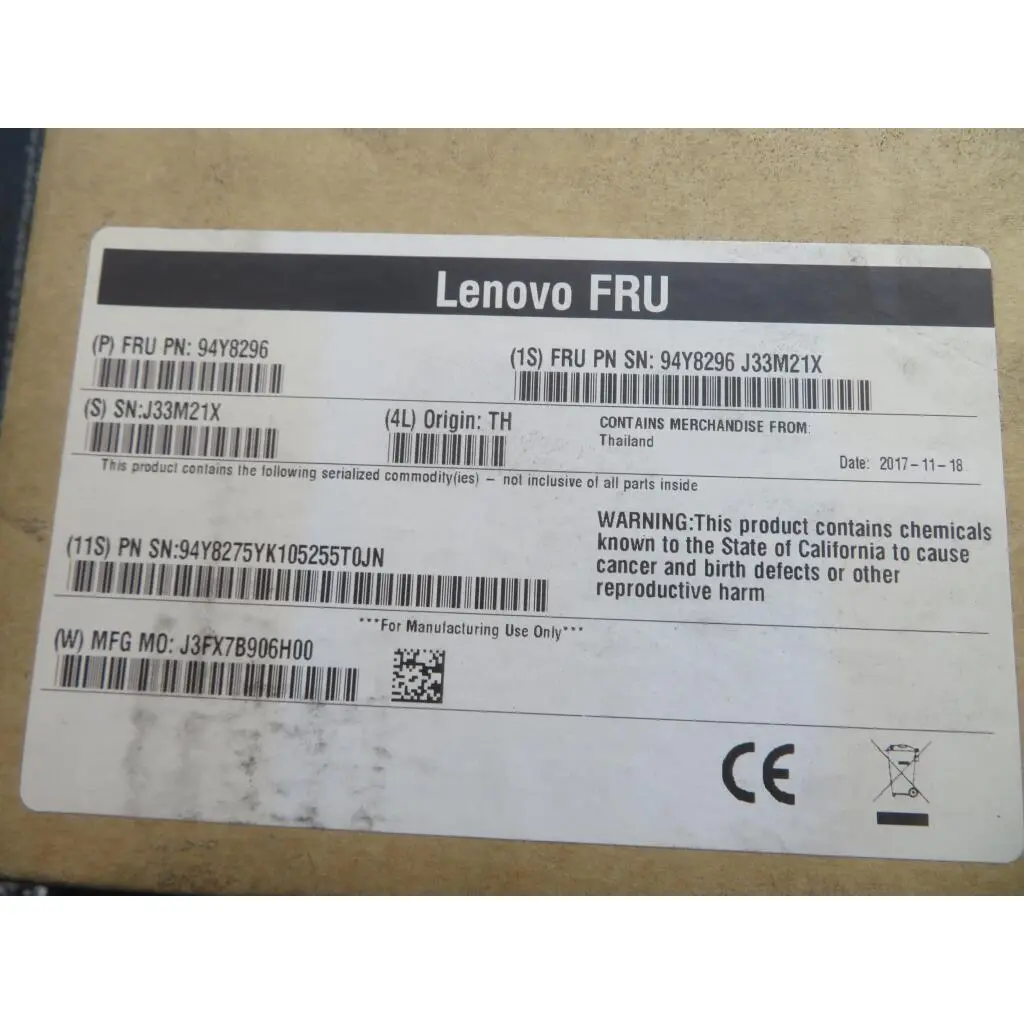 Lenovo FRU
(P) FRU PN: 94Y8296
(1S) FRU PN SN: 94Y8296 J33M21X
(S) SN:J33M21X
(4L) Origin: TH
CONTAINS MERCHANDISE FROM:
Thailand
Date: 2017-11-18
This product contains the following serialized commodity(ies) – not inclusive of all parts inside
(11S) PN SN:94Y8275YK105255T0JN
WARNING:This product contains chemicals
known to the State of California to cause
cancer and birth defects or other
reproductive harm
***For Manufacturing Use Only***
(W) MFG MO: J3FX7B906H00
CE